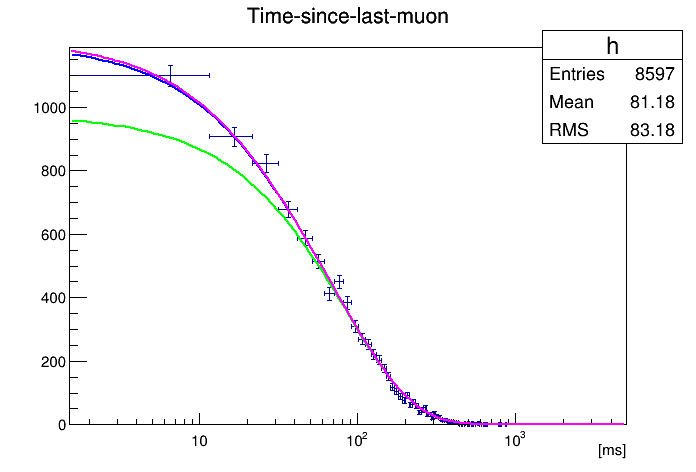 Time-since-last-muon
h
Entries 8597
Mean 81.18
RMS 83.18
1000
800
600
400
200
0
10
10²
10³
[ms]